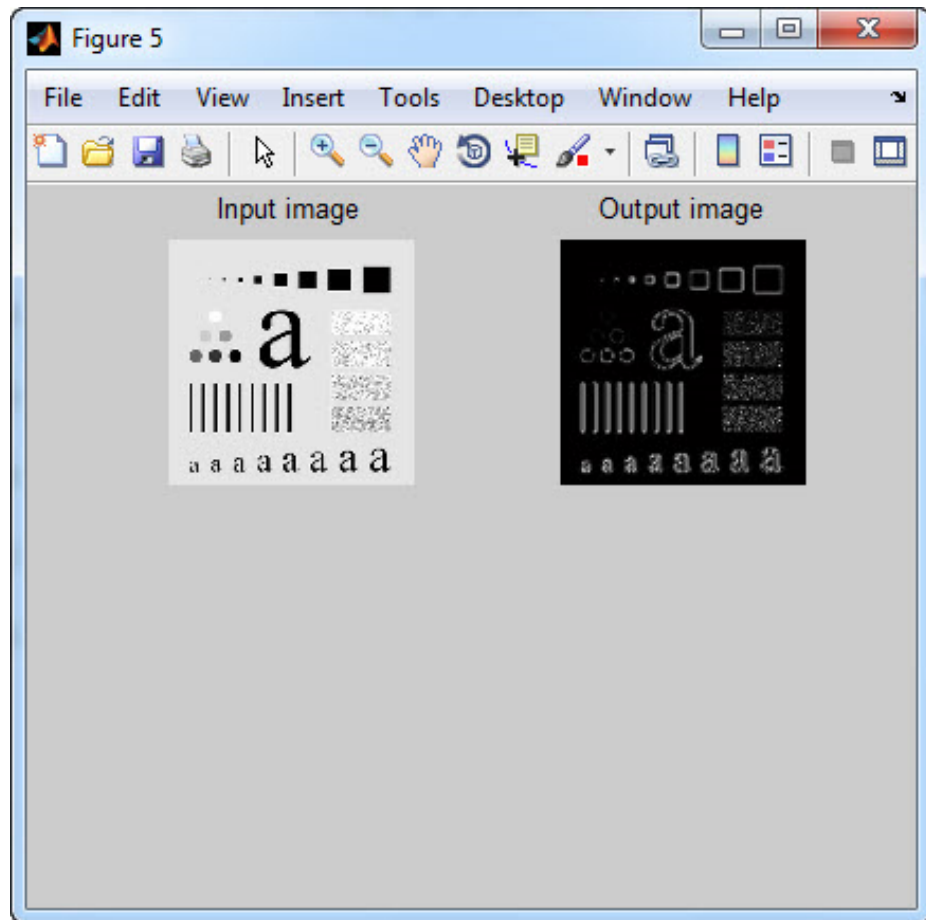 Figure 5
File Edit View Insert Tools Desktop Window Help
Input image Output image
a a
a a a a a a a a a a a a a a a a